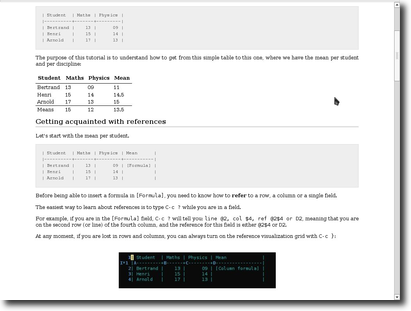 | Student | Maths | Physics |
|----------+-------+---------|
| Bertrand | 13 | 09 |
| Henri | 15 | 14 |
| Arnold | 17 | 13 |
The purpose of this tutorial is to understand how to get from this simple table to this one, where we have the mean per student
and per discipline:
Student Maths Physics Mean
Bertrand 13 09 11
Henri 15 14 14.5
Arnold 17 13 15
Means 15 12 13.5
Getting acquainted with references
Let's start with the mean per student.
| Student | Maths | Physics | Mean |
|----------+-------+---------+-----------|
| Bertrand | 13 | 09 | [Formula] |
| Henri | 15 | 14 | |
| Arnold | 17 | 13 | |
Before being able to insert a formula in [Formula], you need to know how to refer to a row, a column or a single field.
The easiest way to learn about references is to type C-c ? while you are in a field.
For example, if you are in the [Formula] field, C-c ? will tell you line @2, col $4, ref @2$4 or D2, meaning that you are
on the second row (or line) of the fourth column, and the reference for this field is either @2$4 or D2.
At any moment, if you are lost in rows and columns, you can always turn on the reference visualization grid with C-c }:
| Student | Maths | Physics | Mean |
2| Bertrand | 13 | 09 | [Column formula] |
3| Henri | 15 | 14 | |
4| Arnold | 17 | 13 | |